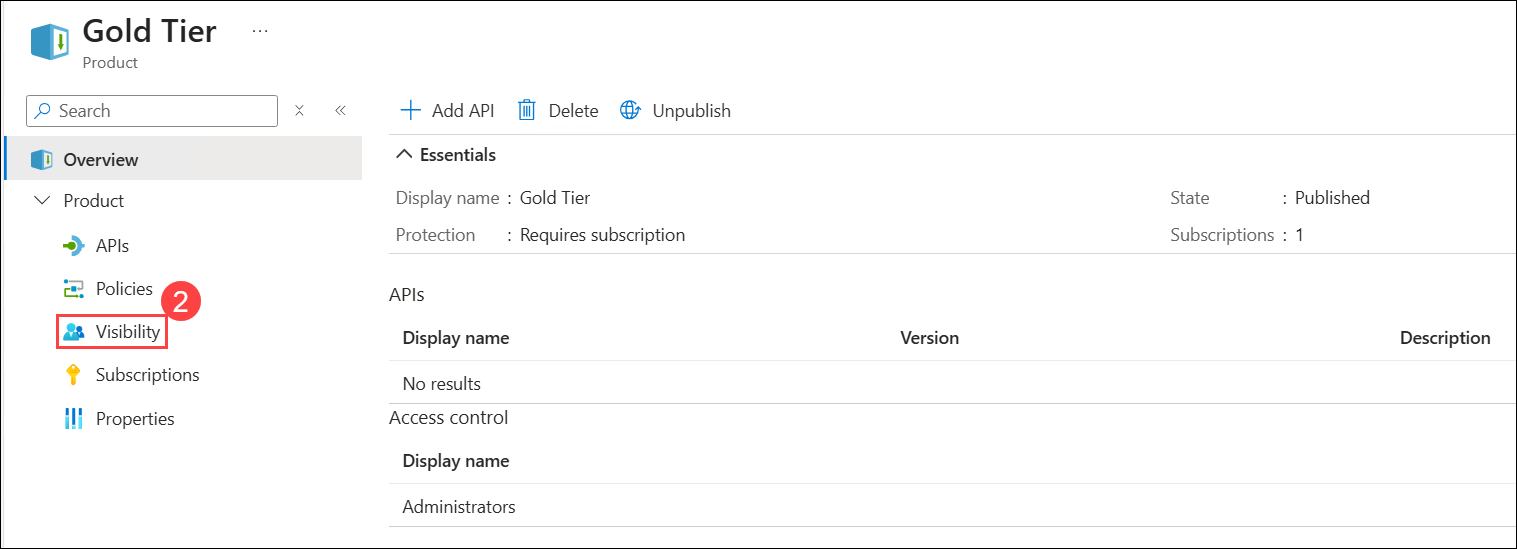 Gold Tier ...
Product
Search
Add API Delete Unpublish
Overview
Essentials
Product
Display name : Gold Tier State : Published
APIs
Protection : Requires subscription Subscriptions : 1
Policies
2
APIs
Visibility
Display name Version Description
Subscriptions
No results
Properties
Access control
Display name
Administrators